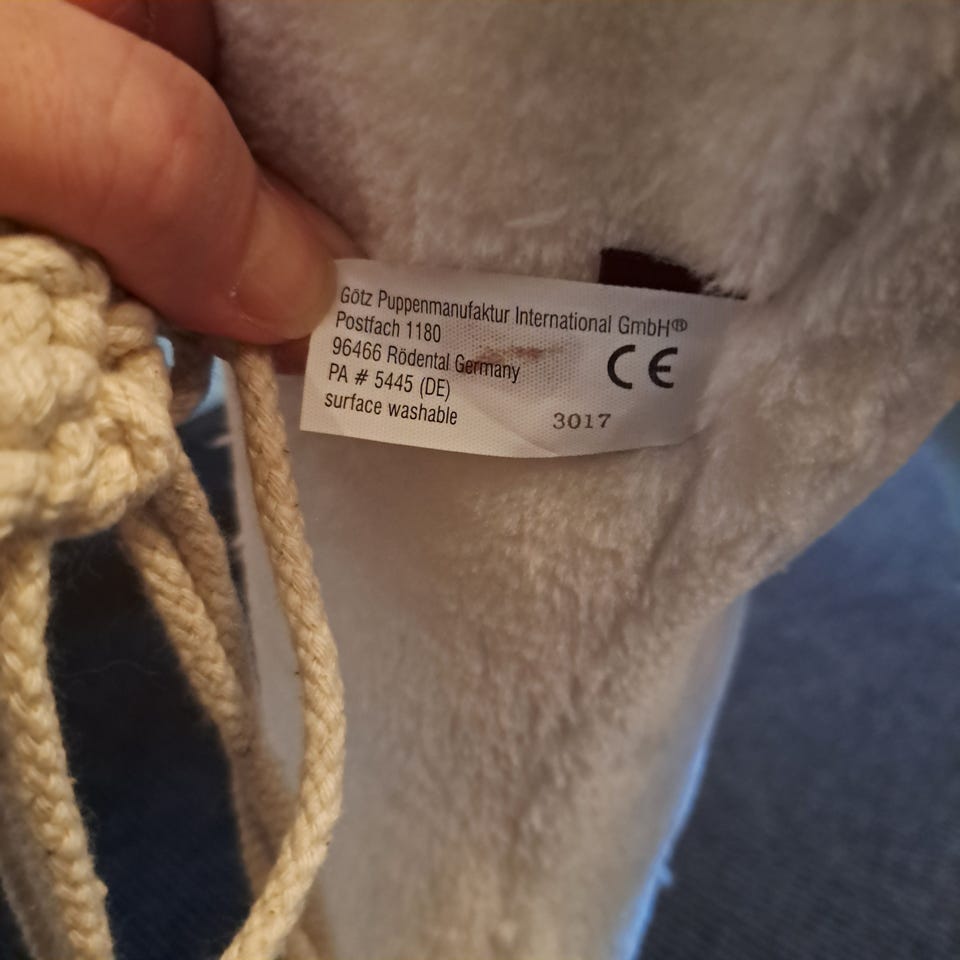 Götz Puppenmanufaktur International GmbH®
Postfach 1180
96466 Rödental Germany
PA # 5445 (DE)
CE
surface washable
3017